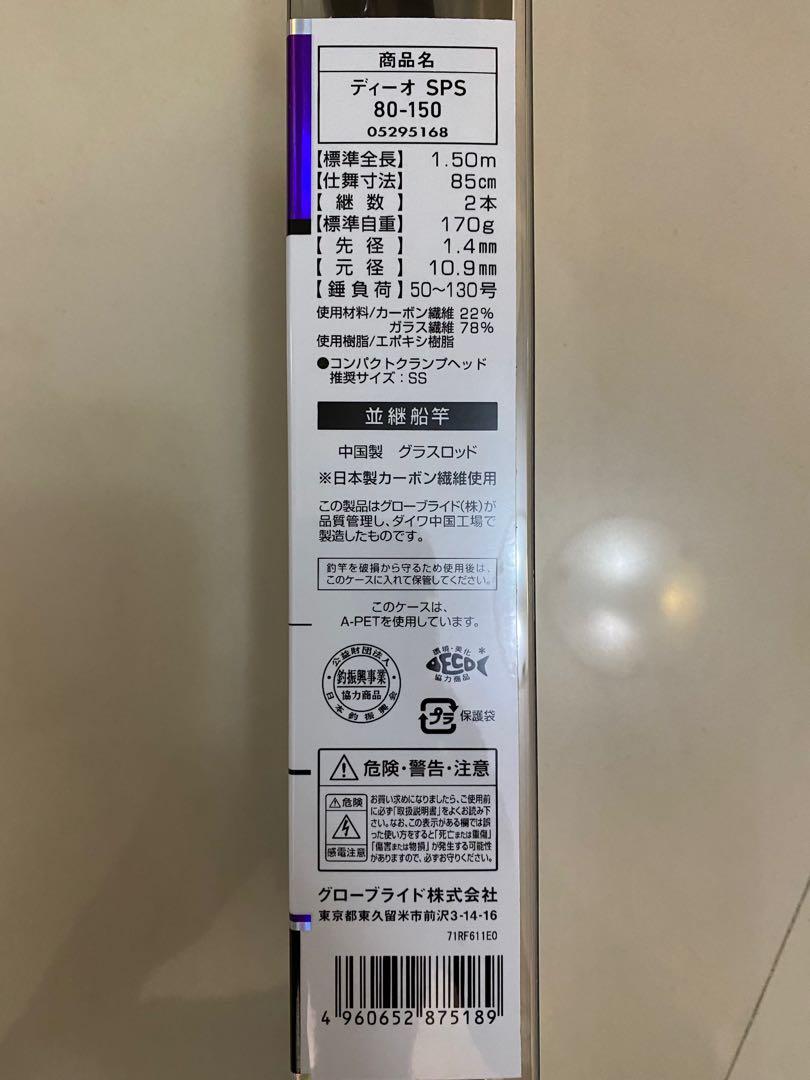 商品名
ディーオ SPS
80-150
05295168
【標準全長】 1.50m
【仕舞寸法】 85cm
【継数】 2本
【標準自重】 170g
【先径】 1.4mm
【元径】 10.9mm
【錘負荷】50〜130号
使用材料/カーボン繊維 22%
ガラス繊維 78%
使用樹脂/エポキシ樹脂
●コンパクトクランプヘッド
推奨サイズ:SS
並継船竿
中国製 グラスロッド
※日本製カーボン繊維使用
この製品はグローブライド(株)が
品質管理し、ダイワ中国工場で
製造したものです。
釣竿を破損から守るため使用後は、
このケースに入れて保管してください。
このケースは、
A-PETを使用しています。
公益財団法人
釣振興事業
協力商品
日本釣振興会
環境・美化
ECO
協力商品
プラ 保護袋
危険・警告・注意
危険
感電注意
お買い求めになりましたら、ご使用前
に必ず「取扱説明書」をよくお読み下
さい。なお、この表示がある欄では誤
った使い方をすると「死亡または重傷」
「傷害または物損」が発生する可能性
がありますので、必ずお守りください。
グローブライド株式会社
東京都東久留米市前沢3-14-16
71RF611E0
4 960652 875189